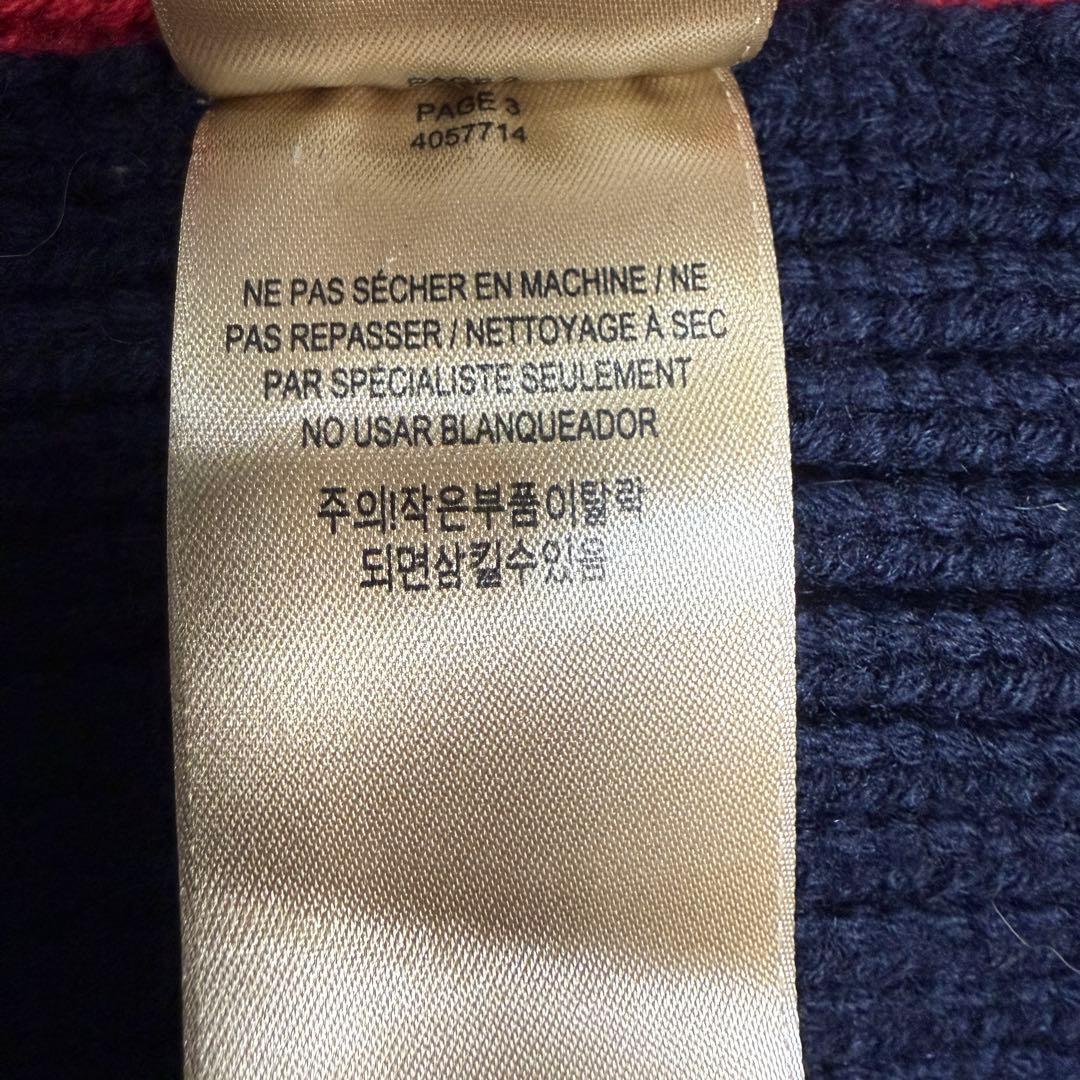 PAGE 3
4057714
NE PAS SÉCHER EN MACHINE / NE
PAS REPASSER / NETTOYAGE À SEC
PAR SPÉCIALISTE SEULEMENT
NO USAR BLANQUEADOR
주의!작은부품이탈락
되면삼킬수있음